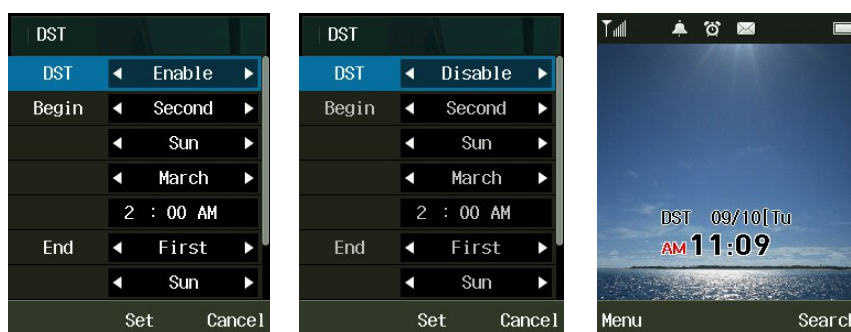 DST
DST Enable
Begin Second
Sun
March
2 : 00 AM
End First
Sun
Set Cancel
DST
DST Disable
Begin Second
Sun
March
2 : 00 AM
End First
Sun
Set Cancel
DST 09/10[Tu
AM 11:09
Menu Search